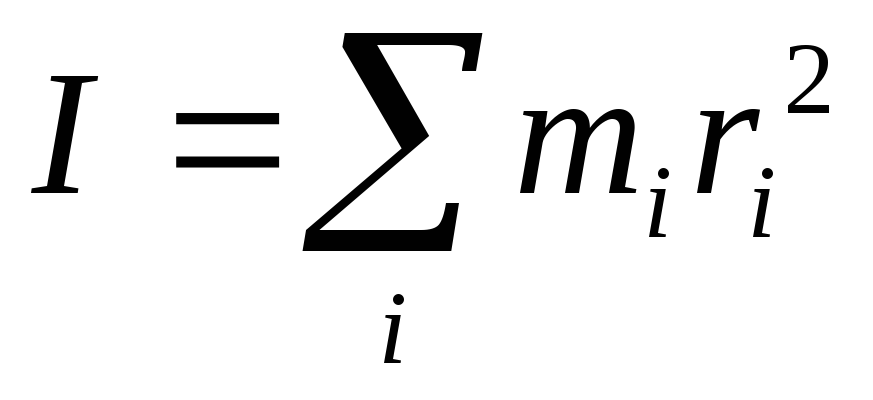 I = ∑ᵢ mᵢrᵢ²